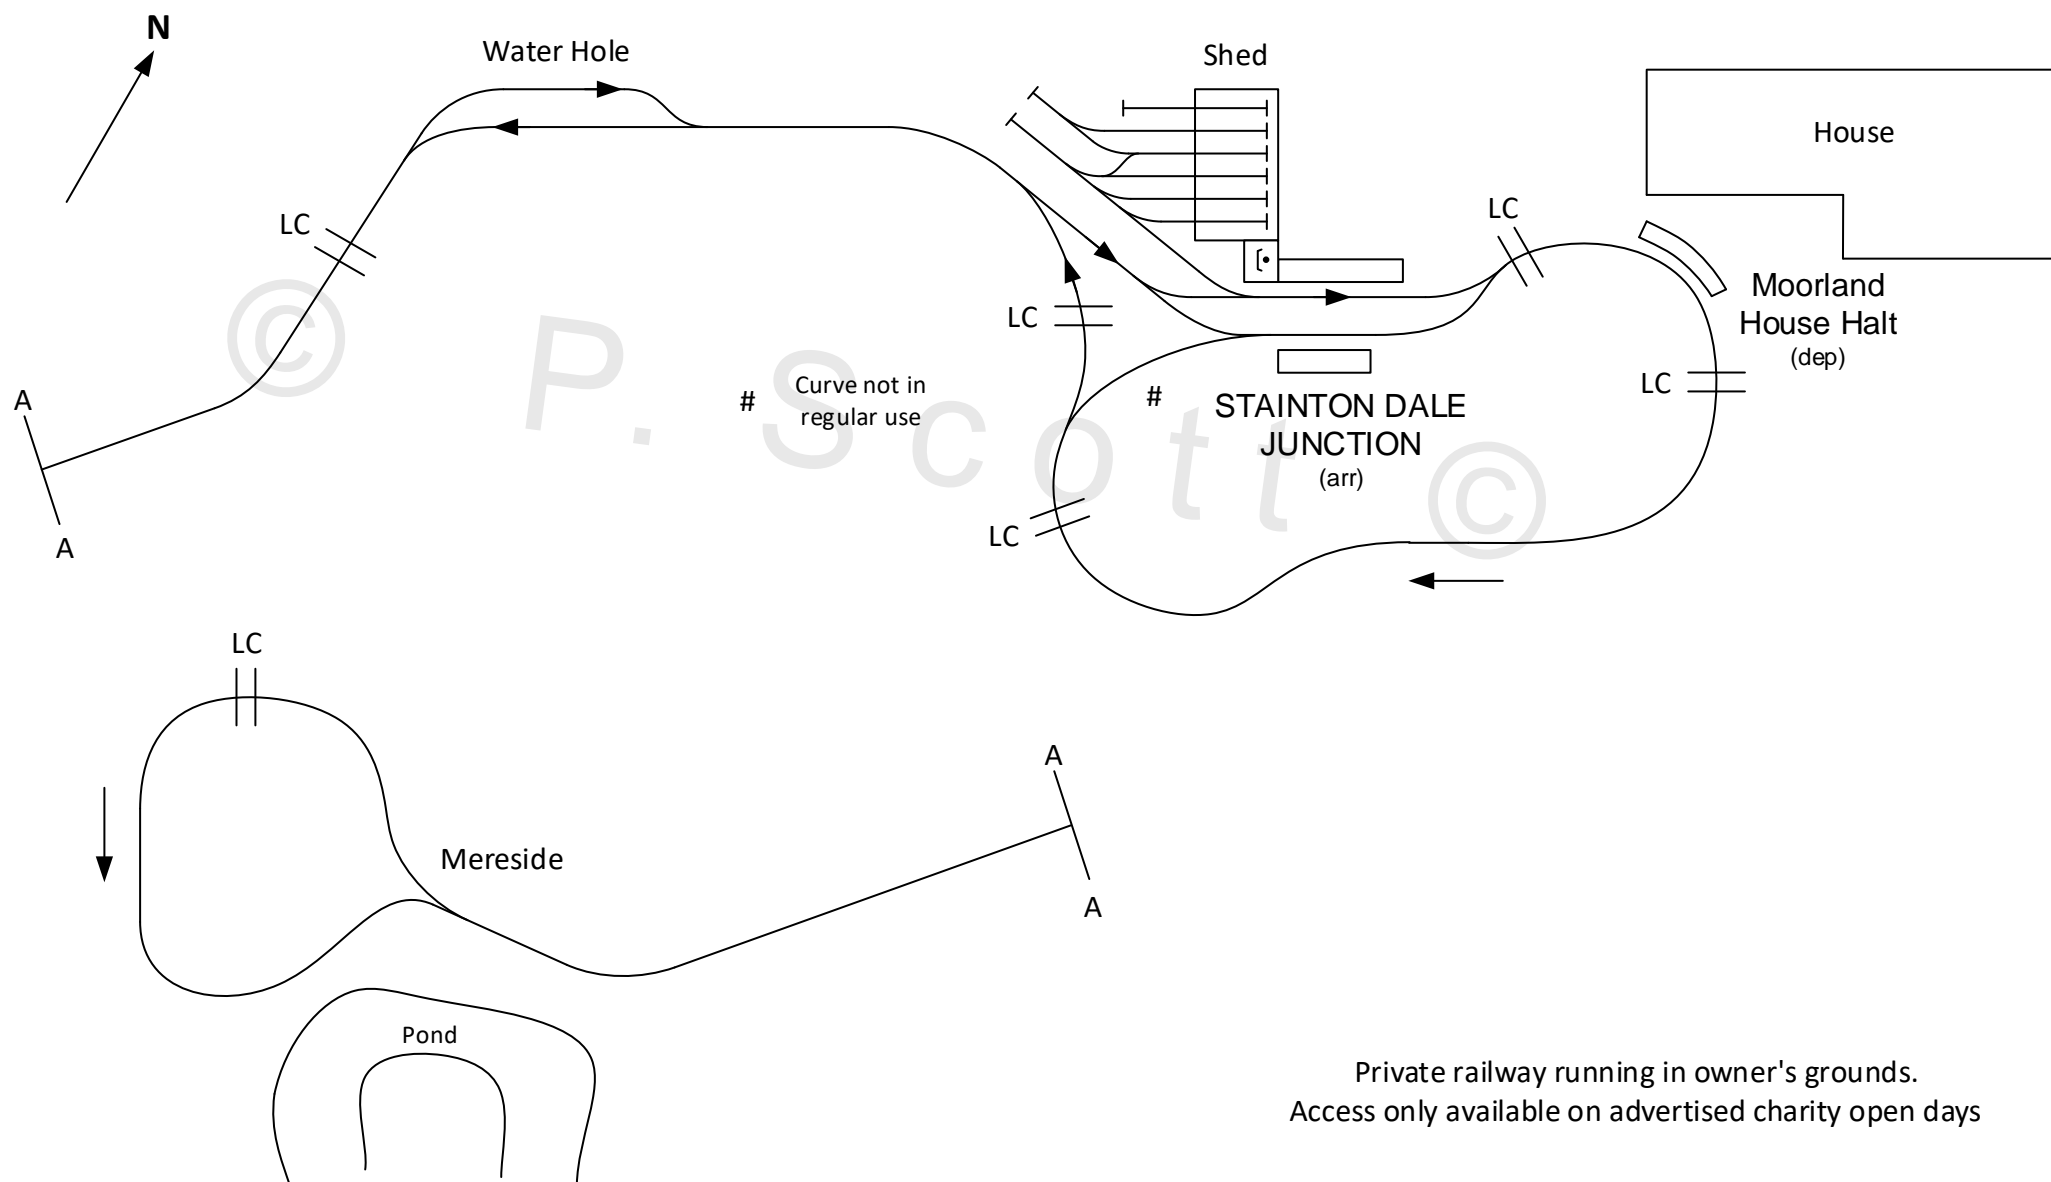 N
Water Hole
Shed
House
LC
LC
LC
Moorland
House Halt
(dep)
LC
A
A
#
Curve not in
regular use
#
STAINTON DALE
JUNCTION
(arr)
LC
© P. Scott ©
LC
Mereside
A
A
Pond
Private railway running in owner's grounds.
Access only available on advertised charity open days